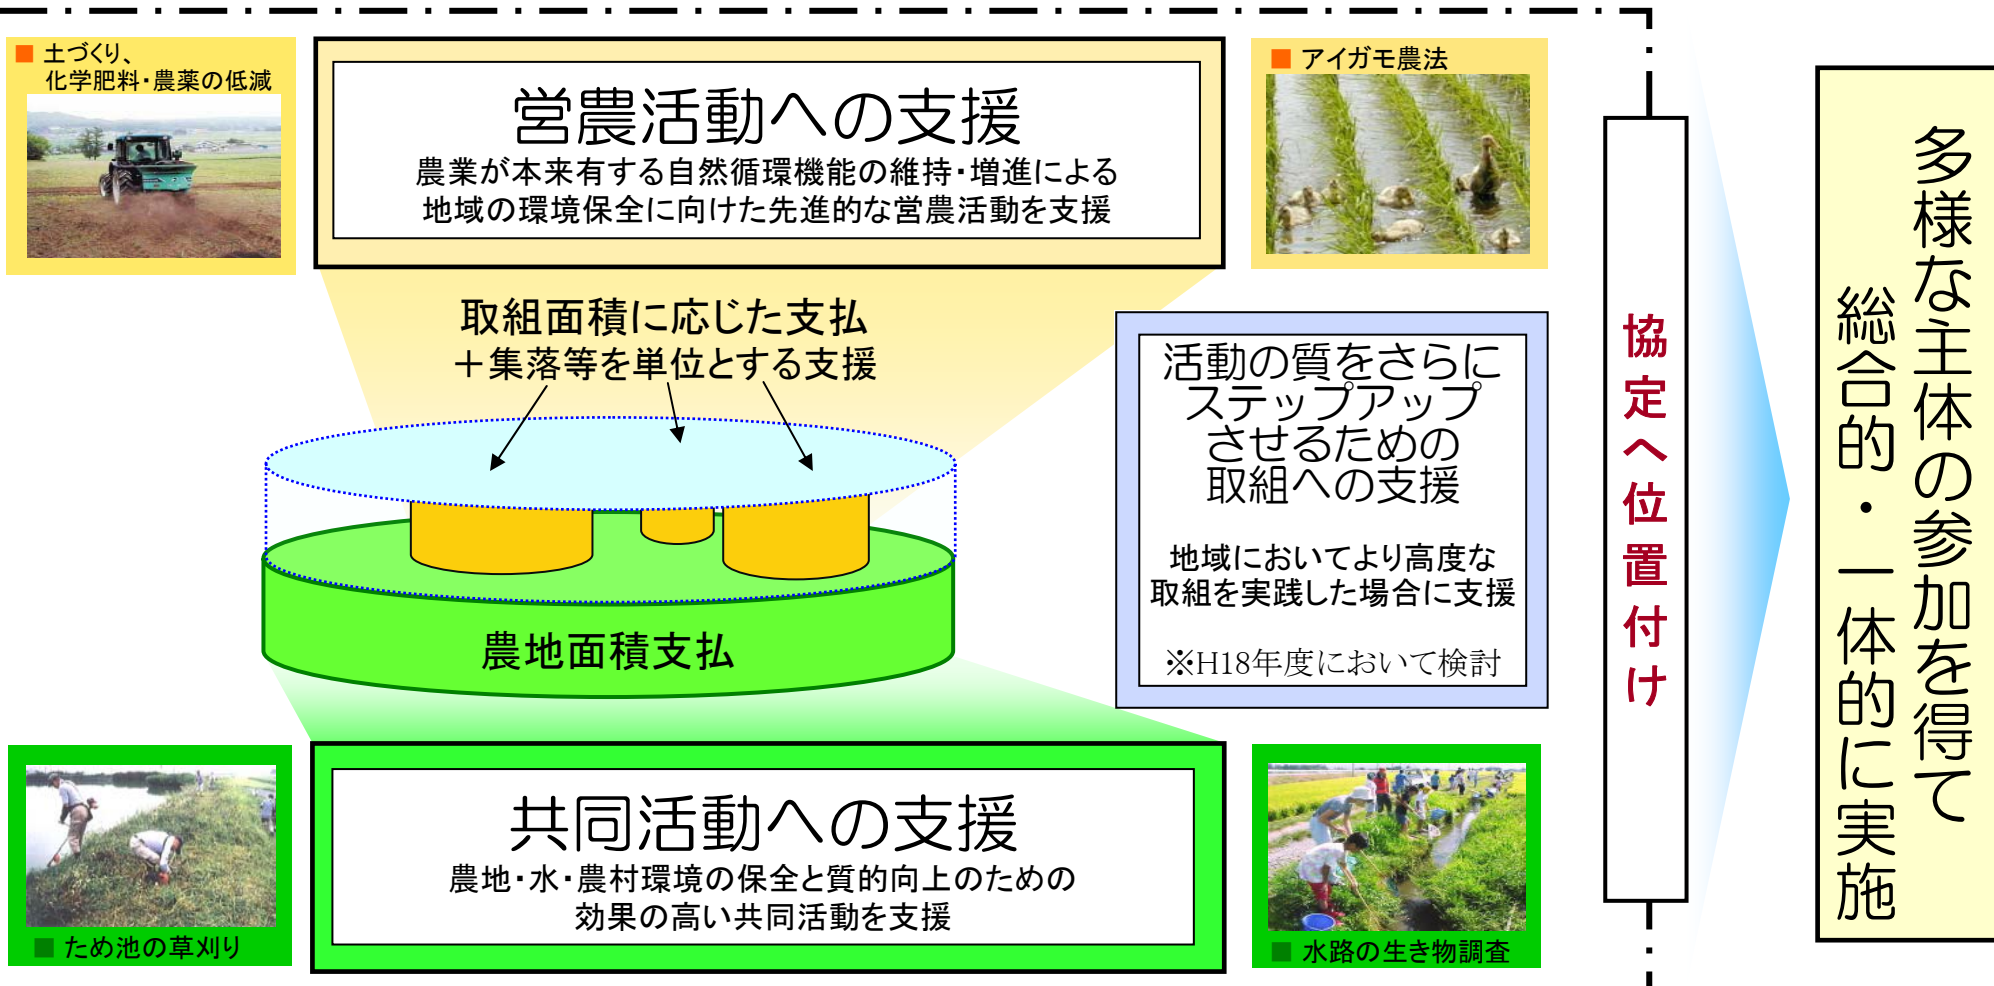 ■ 土づくり、
化学肥料・農薬の低減
営農活動への支援
農業が本来有する自然循環機能の維持・増進による
地域の環境保全に向けた先進的な営農活動を支援
■ アイガモ農法
取組面積に応じた支払
＋集落等を単位とする支援
農地面積支払
活動の質をさらに
ステップアップ
させるための
取組への支援
地域においてより高度な
取組を実践した場合に支援
※H18年度において検討
共同活動への支援
農地・水・農村環境の保全と質的向上のための
効果の高い共同活動を支援
■ ため池の草刈り
■ 水路の生き物調査
協定へ位置付け
多様な主体の参加を得て
総合的・一体的に実施